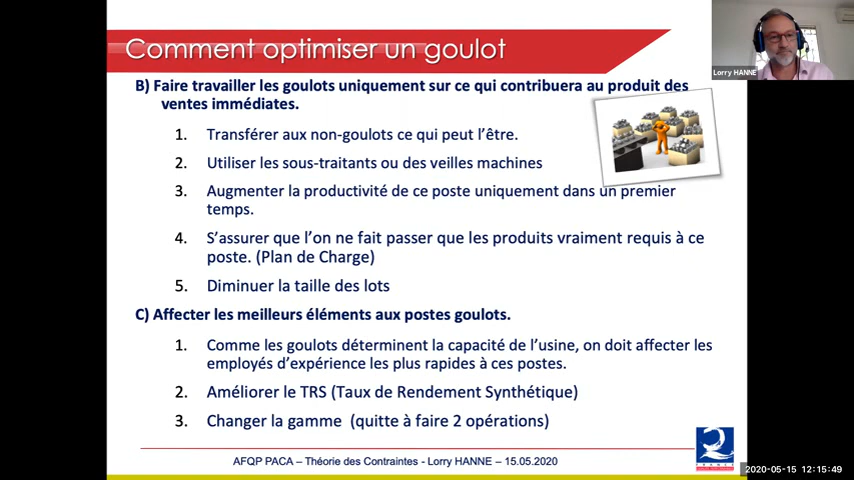 Comment optimiser un goulot
Lorry HANNE
B) Faire travailler les goulots uniquement sur ce qui contribuera au produit des
ventes immédiates.
1. Transférer aux non-goulots ce qui peut l'être.
2. Utiliser les sous-traitants ou des veilles machines
3. Augmenter la productivité de ce poste uniquement dans un premier
temps.
4. S'assurer que l'on ne fait passer que les produits vraiment requis à ce
poste. (Plan de Charge)
5. Diminuer la taille des lots
C) Affecter les meilleurs éléments aux postes goulots.
1. Comme les goulots déterminent la capacité de l'usine, on doit affecter les
employés d'expérience les plus rapides à ces postes.
2. Améliorer le TRS (Taux de Rendement Synthétique)
3. Changer la gamme (quitte à faire 2 opérations)
AFQP PACA – Théorie des Contraintes - Lorry HANNE – 15.05.2020
FRANCE
2020-05-15 12:15:49